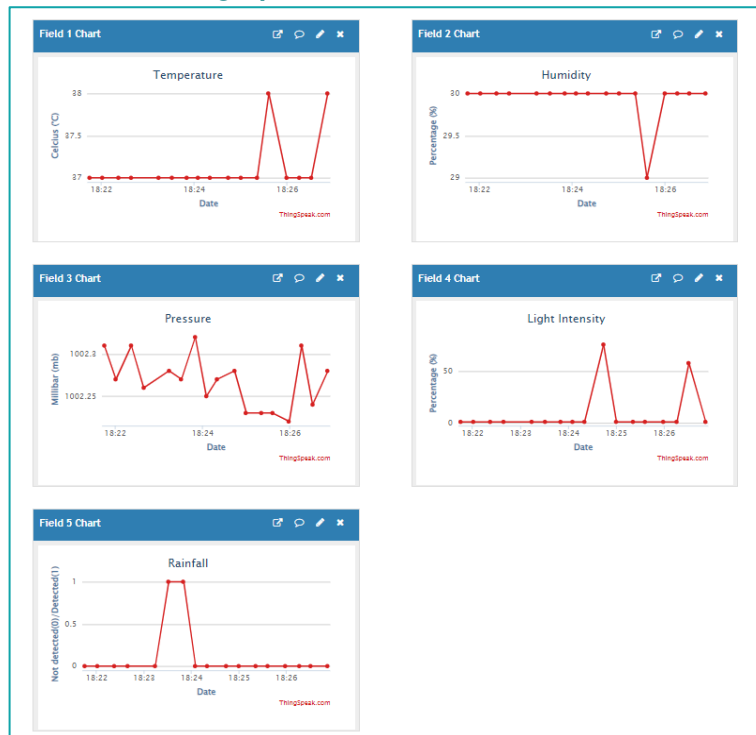 Field 1 Chart
Temperature
Celcius (°C)
38
37.5
37
18:22
18:24
18:26
Date
ThingSpeak.com
Field 2 Chart
Humidity
Percentage (%)
30
29.5
29
18:22
18:24
18:26
Date
ThingSpeak.com
Field 3 Chart
Pressure
Millibar (mb)
1002.3
1002.25
18:22
18:24
18:26
Date
ThingSpeak.com
Field 4 Chart
Light Intensity
Percentage (%)
50
0
18:22
18:23
18:24
18:25
18:26
Date
ThingSpeak.com
Field 5 Chart
Rainfall
Not detected(0)/Detected(1)
1
0.5
0
18:22
18:23
18:24
18:25
18:26
Date
ThingSpeak.com